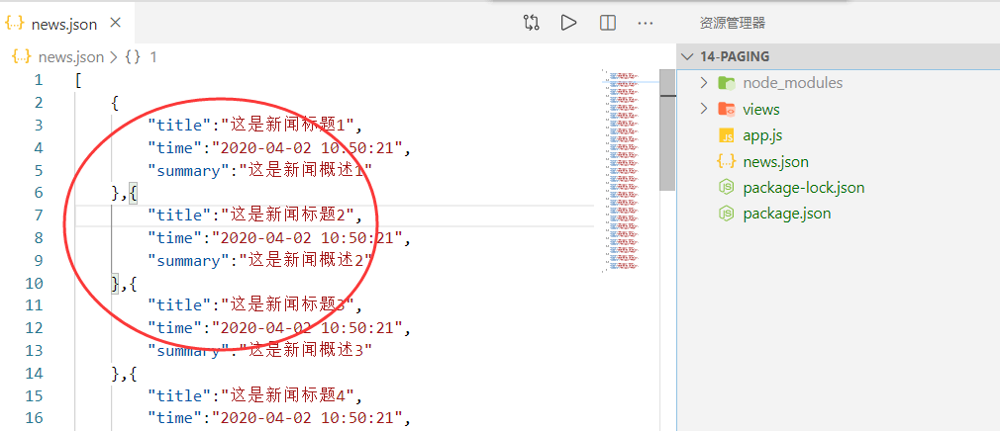 news.json
资源管理器
news.json > {} 1
14-PAGING
1 [
2 {
3 "title":"这是新闻标题1",
4 "time":"2020-04-02 10:50:21",
5 "summary":"这是新闻概述1"
6 },{
7 "title":"这是新闻标题2",
8 "time":"2020-04-02 10:50:21",
9 "summary":"这是新闻概述2"
10 },{
11 "title":"这是新闻标题3",
12 "time":"2020-04-02 10:50:21",
13 "summary":"这是新闻概述3"
14 },{
15 "title":"这是新闻标题4",
16 "time":"2020-04-02 10:50:21",
node_modules
views
app.js
news.json
package-lock.json
package.json